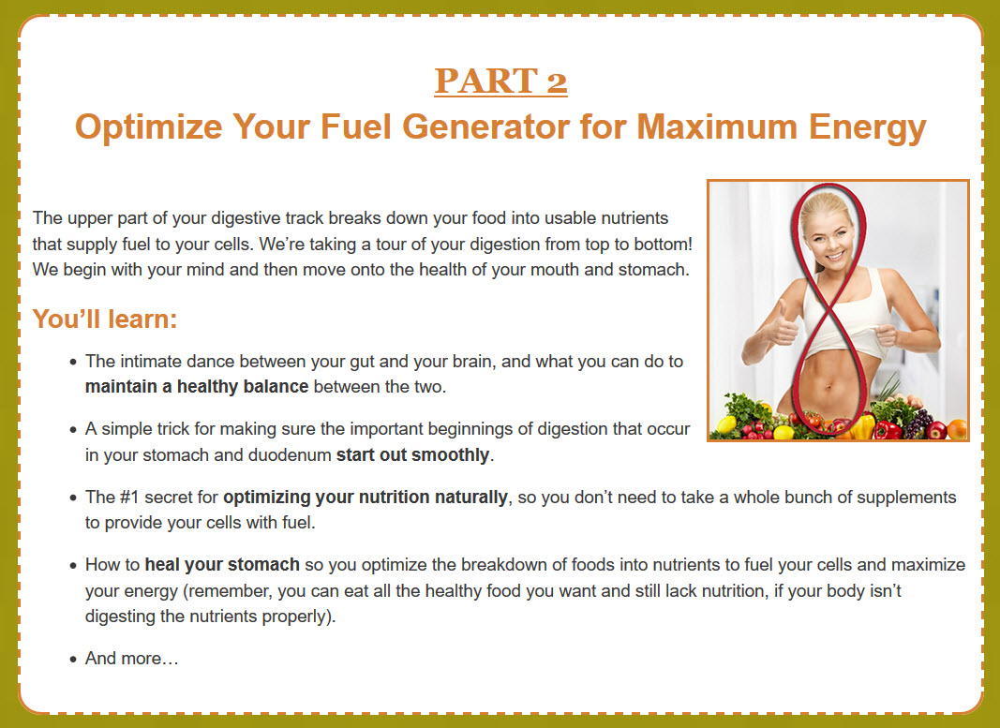 PART 2
Optimize Your Fuel Generator for Maximum Energy
The upper part of your digestive track breaks down your food into usable nutrients
that supply fuel to your cells. We’re taking a tour of your digestion from top to bottom!
We begin with your mind and then move onto the health of your mouth and stomach.
You’ll learn:
• The intimate dance between your gut and your brain, and what you can do to
maintain a healthy balance between the two.
• A simple trick for making sure the important beginnings of digestion that occur
in your stomach and duodenum start out smoothly.
• The #1 secret for optimizing your nutrition naturally, so you don’t need to take a whole bunch of supplements
to provide your cells with fuel.
• How to heal your stomach so you optimize the breakdown of foods into nutrients to fuel your cells and maximize
your energy (remember, you can eat all the healthy food you want and still lack nutrition, if your body isn’t
digesting the nutrients properly).
• And more…